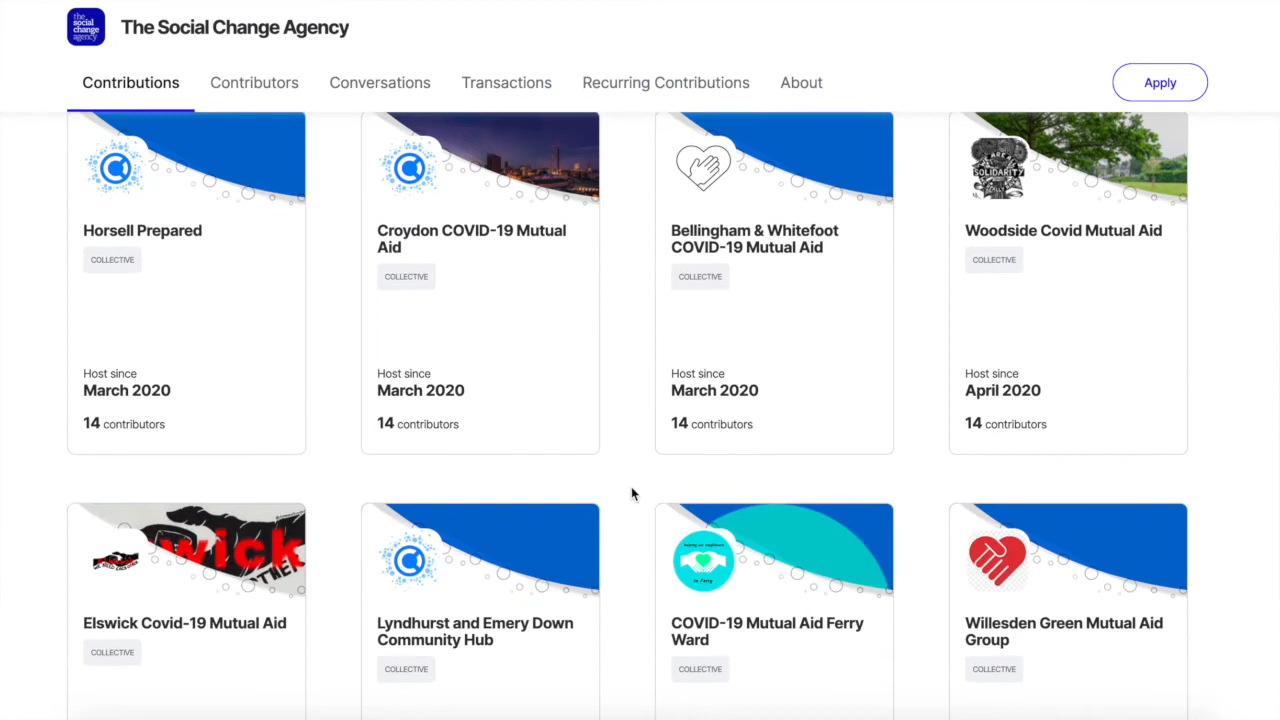 the
social
change
agency
The Social Change Agency
Contributions
Contributors
Conversations
Transactions
Recurring Contributions
About
Apply
ARE
SOLIDARITY
Horsell Prepared
COLLECTIVE
Host since
March 2020
14 contributors
Croydon COVID-19 Mutual
Aid
COLLECTIVE
Host since
March 2020
14 contributors
Bellingham & Whitefoot
COVID-19 Mutual Aid
COLLECTIVE
Host since
March 2020
14 contributors
Woodside Covid Mutual Aid
COLLECTIVE
Host since
April 2020
14 contributors
wick
Elswick Covid-19 Mutual Aid
COLLECTIVE
Lyndhurst and Emery Down
Community Hub
COLLECTIVE
in Ferry
COVID-19 Mutual Aid Ferry
Ward
COLLECTIVE
Willesden Green Mutual Aid
Group
COLLECTIVE